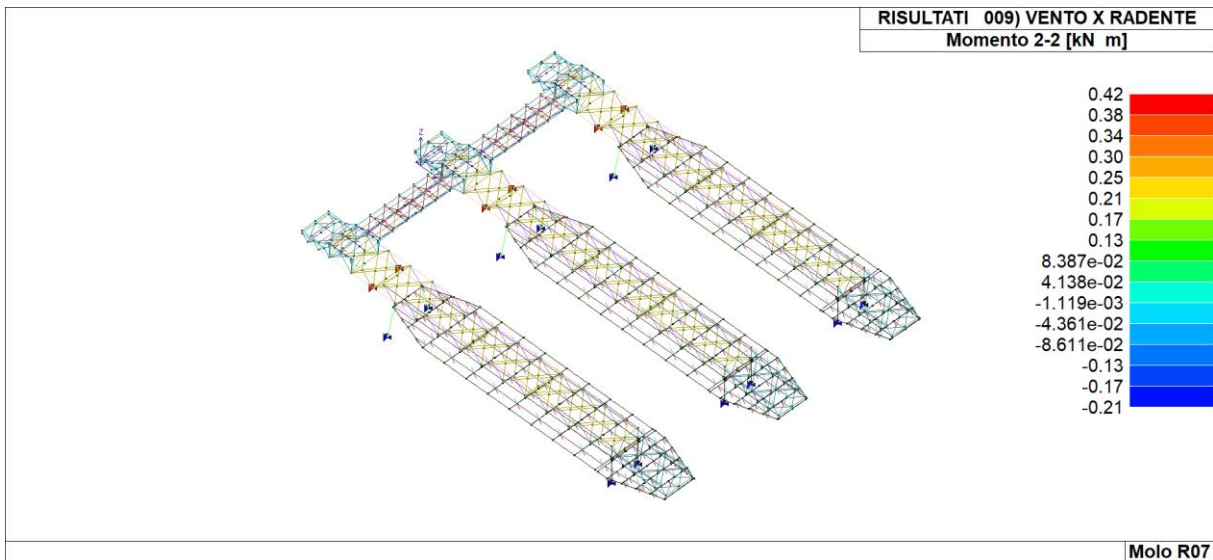 RISULTATI 009) VENTO X RADENTE
Momento 2-2 [kN m]
0.42
0.38
0.34
0.30
0.25
0.21
0.17
0.13
8.387e-02
4.138e-02
-1.119e-03
-4.361e-02
-8.611e-02
-0.13
-0.17
-0.21
Z
Molo R07